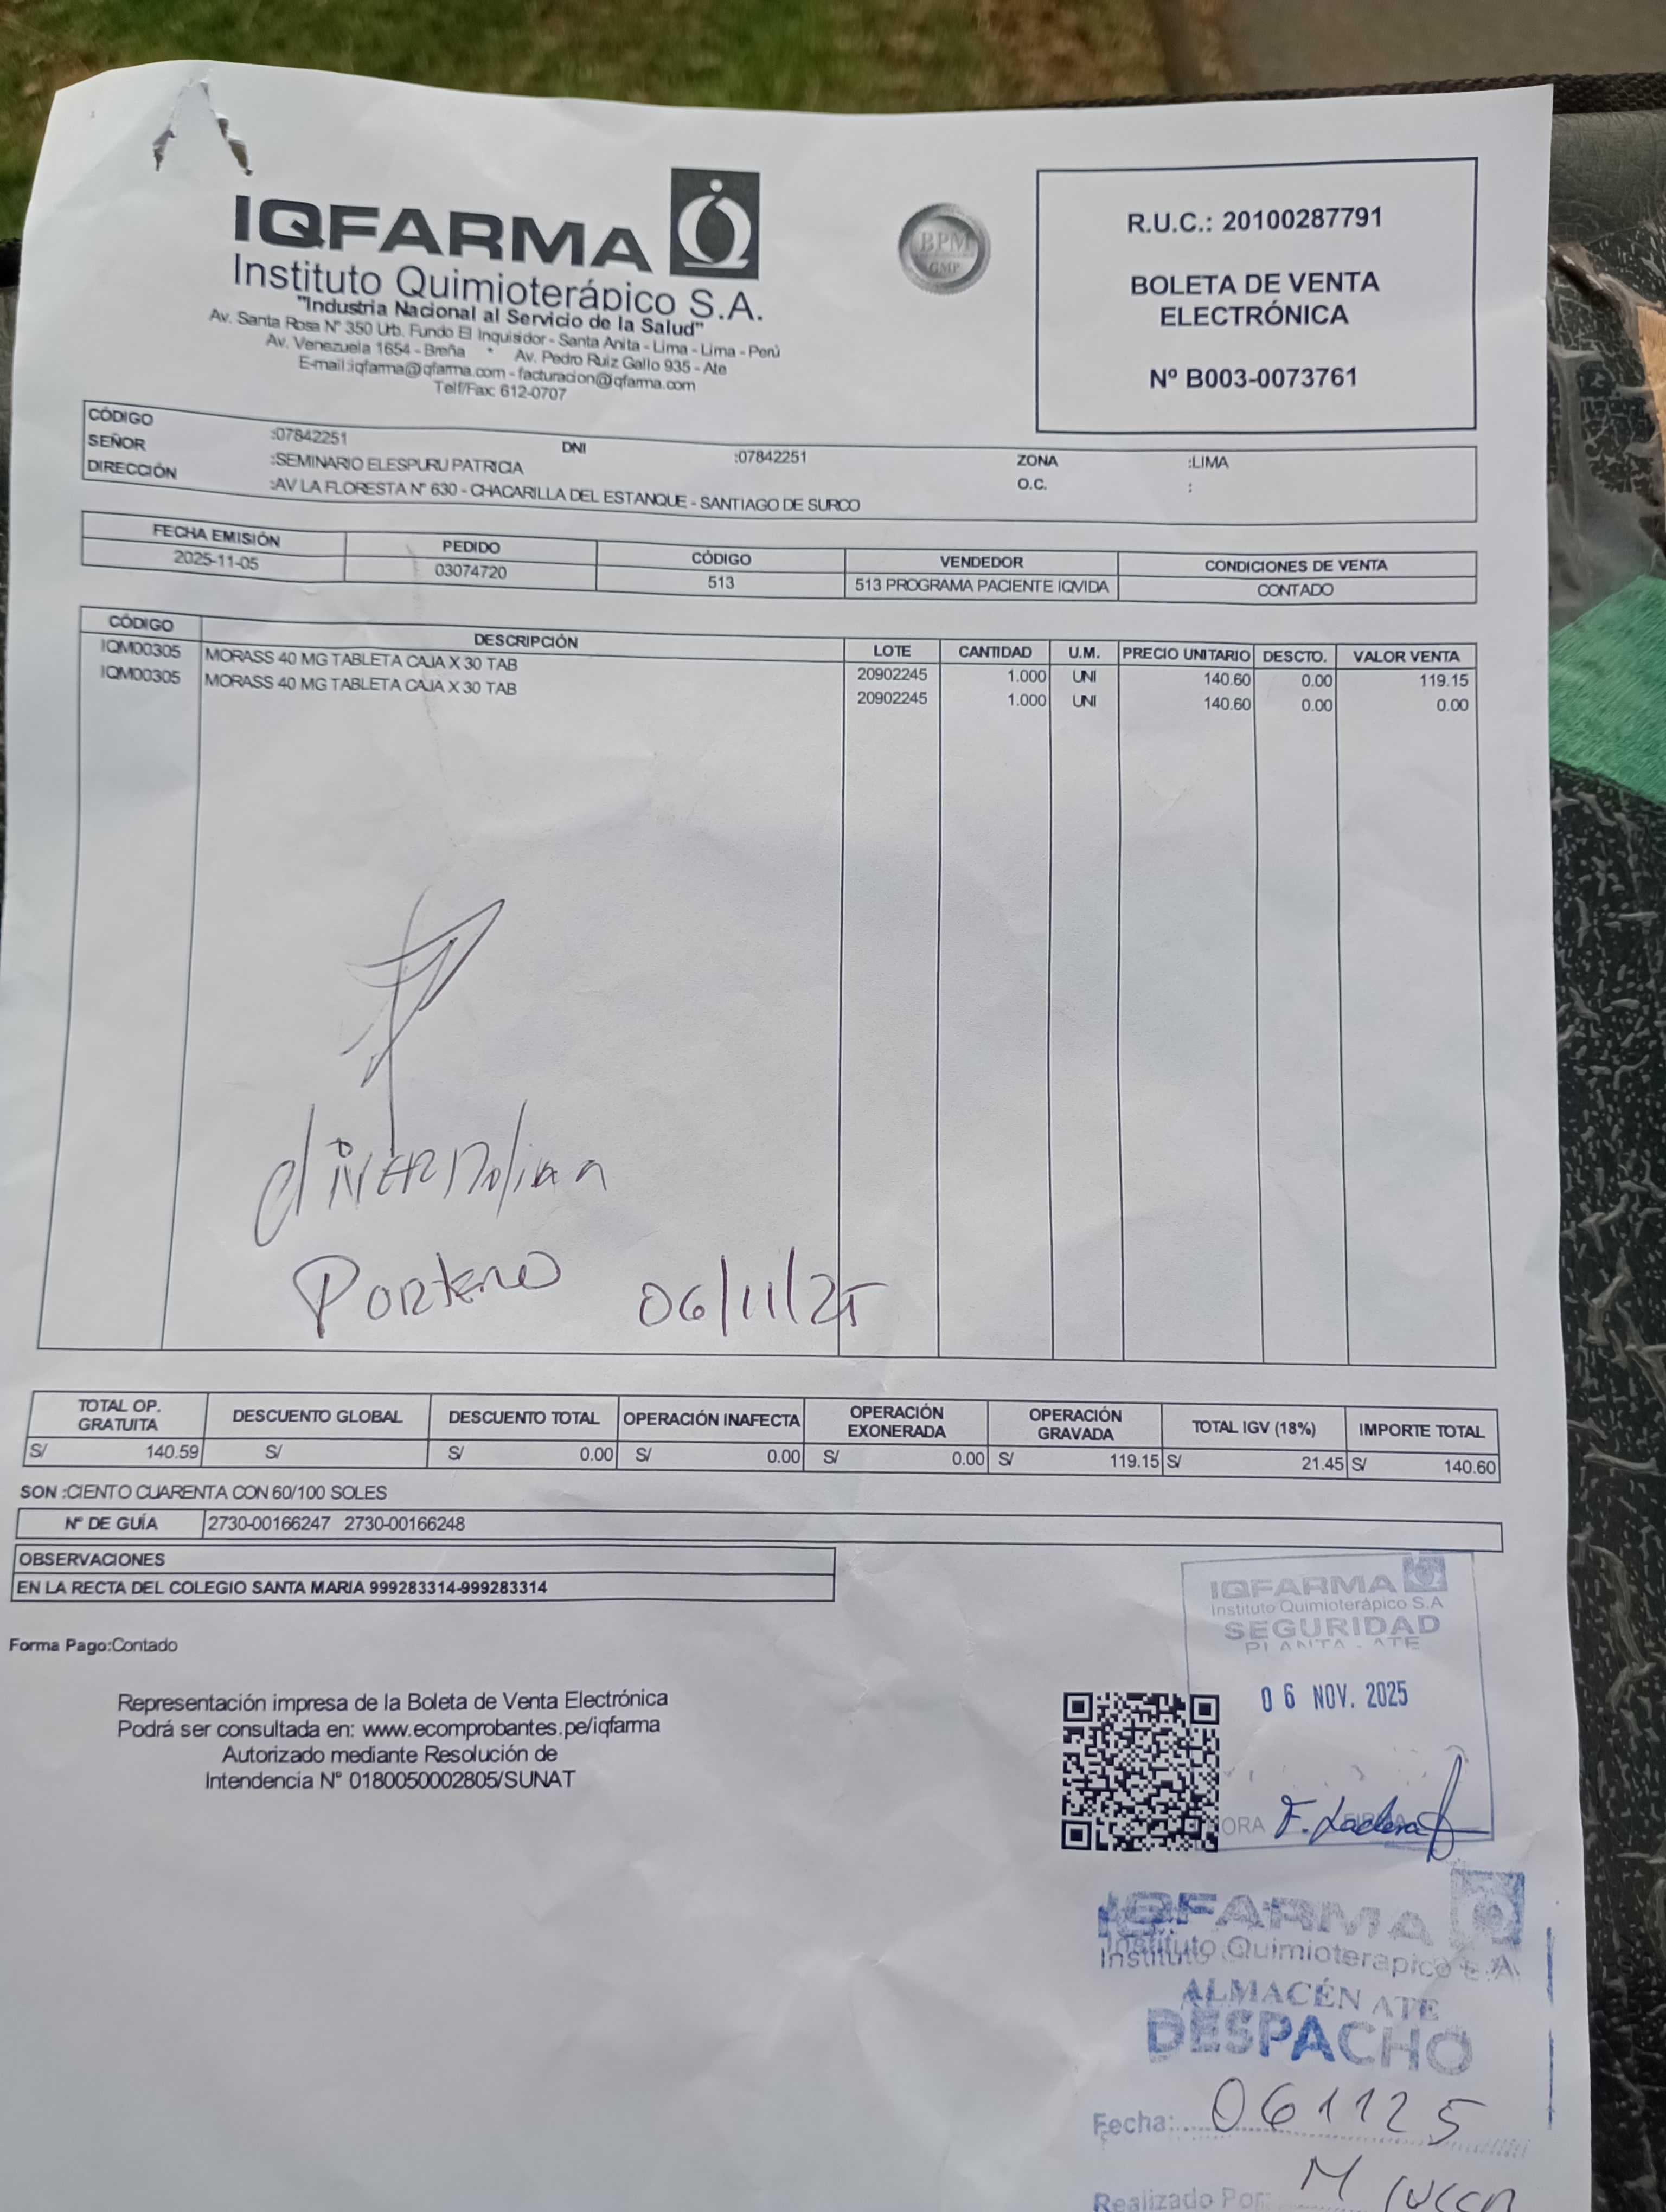 IQFARMA
Instituto Quimioterápico S.A.
"Industria Nacional al Servicio de la Salud"
Av. Santa Rosa N° 350 Urb. Fundo El Inquisidor - Santa Anita - Lima - Lima - Perú
Av. Venezuela 1654 - Breña * Av. Pedro Ruiz Gallo 935 - Ate
E-mail:iqfarma@iqfarma.com - facturacion@iqfarma.com
Telf/Fax: 612-0707
BPM
GMP
R.U.C.: 20100287791
BOLETA DE VENTA
ELECTRÓNICA
Nº B003-0073761
CÓDIGO :07842251 DNI :07842251 ZONA :LIMA
SEÑOR :SEMINARIO ELESPURU PATRICIA O.C. :
DIRECCIÓN :AV LA FLORESTA N° 630 - CHACARILLA DEL ESTANQUE - SANTIAGO DE SURCO
FECHA EMISIÓN PEDIDO CÓDIGO VENDEDOR CONDICIONES DE VENTA
2025-11-05 03074720 513 513 PROGRAMA PACIENTE IQVIDA CONTADO
CÓDIGO DESCRIPCIÓN LOTE CANTIDAD U.M. PRECIO UNITARIO DESCTO. VALOR VENTA
IQM00305 MORASS 40 MG TABLETA CAJA X 30 TAB 20902245 1.000 UNI 140.60 0.00 119.15
IQM00305 MORASS 40 MG TABLETA CAJA X 30 TAB 20902245 1.000 UNI 140.60 0.00 0.00
Portero 06/11/25
TOTAL OP. GRATUITA DESCUENTO GLOBAL DESCUENTO TOTAL OPERACIÓN INAFECTA OPERACIÓN EXONERADA OPERACIÓN GRAVADA TOTAL IGV (18%) IMPORTE TOTAL
S/ 140.59 S/ S/ 0.00 S/ 0.00 S/ 0.00 S/ 119.15 S/ 21.45 S/ 140.60
SON :CIENTO CUARENTA CON 60/100 SOLES
N° DE GUÍA 2730-00166247 2730-00166248
OBSERVACIONES
EN LA RECTA DEL COLEGIO SANTA MARIA 999283314-999283314
Forma Pago:Contado
Representación impresa de la Boleta de Venta Electrónica
Podrá ser consultada en: www.ecomprobantes.pe/iqfarma
Autorizado mediante Resolución de
Intendencia N° 0180050002805/SUNAT
IQFARMA
Instituto Quimioterápico S.A
SEGURIDAD
PLANTA - ATE
06 NOV. 2025
HORA FIRMA
IQFARMA
Instituto Quimioterapico S.A.
ALMACÉN ATE
DESPACHO
Fecha: 061125
Realizado Por: M